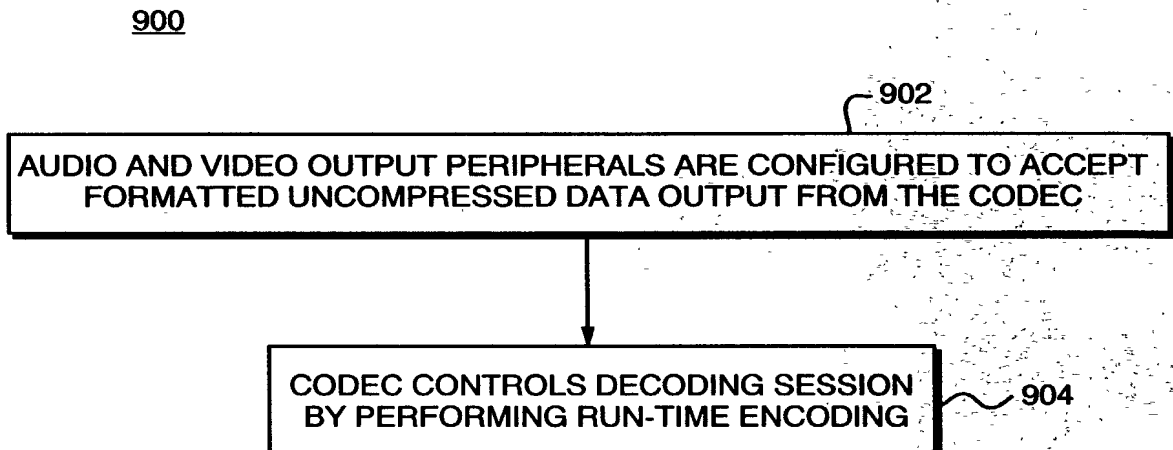 900
902
AUDIO AND VIDEO OUTPUT PERIPHERALS ARE CONFIGURED TO ACCEPT
FORMATTED UNCOMPRESSED DATA OUTPUT FROM THE CODEC
CODEC CONTROLS DECODING SESSION
BY PERFORMING RUN-TIME ENCODING
904